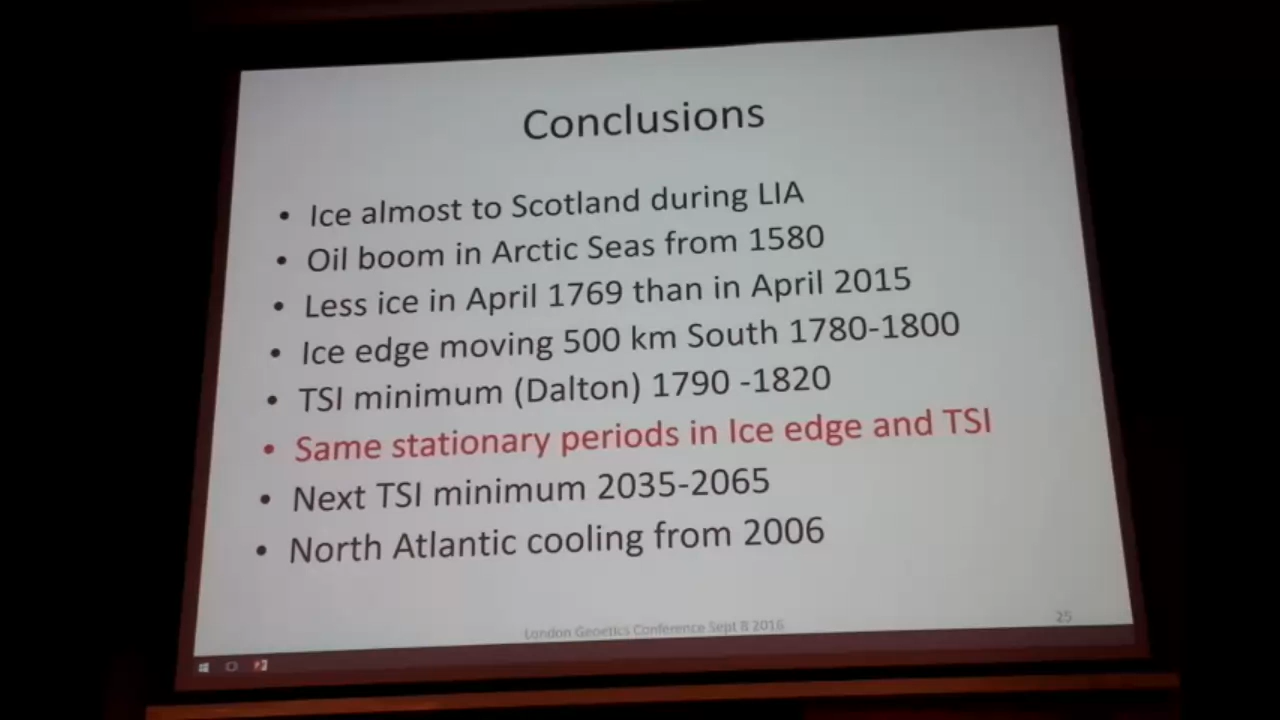 Conclusions
• Ice almost to Scotland during LIA
• Oil boom in Arctic Seas from 1580
• Less ice in April 1769 than in April 2015
• Ice edge moving 500 km South 1780-1800
• TSI minimum (Dalton) 1790 -1820
• Same stationary periods in Ice edge and TSI
• Next TSI minimum 2035-2065
• North Atlantic cooling from 2006
London Geoetics Conference Sept 8 2016
25